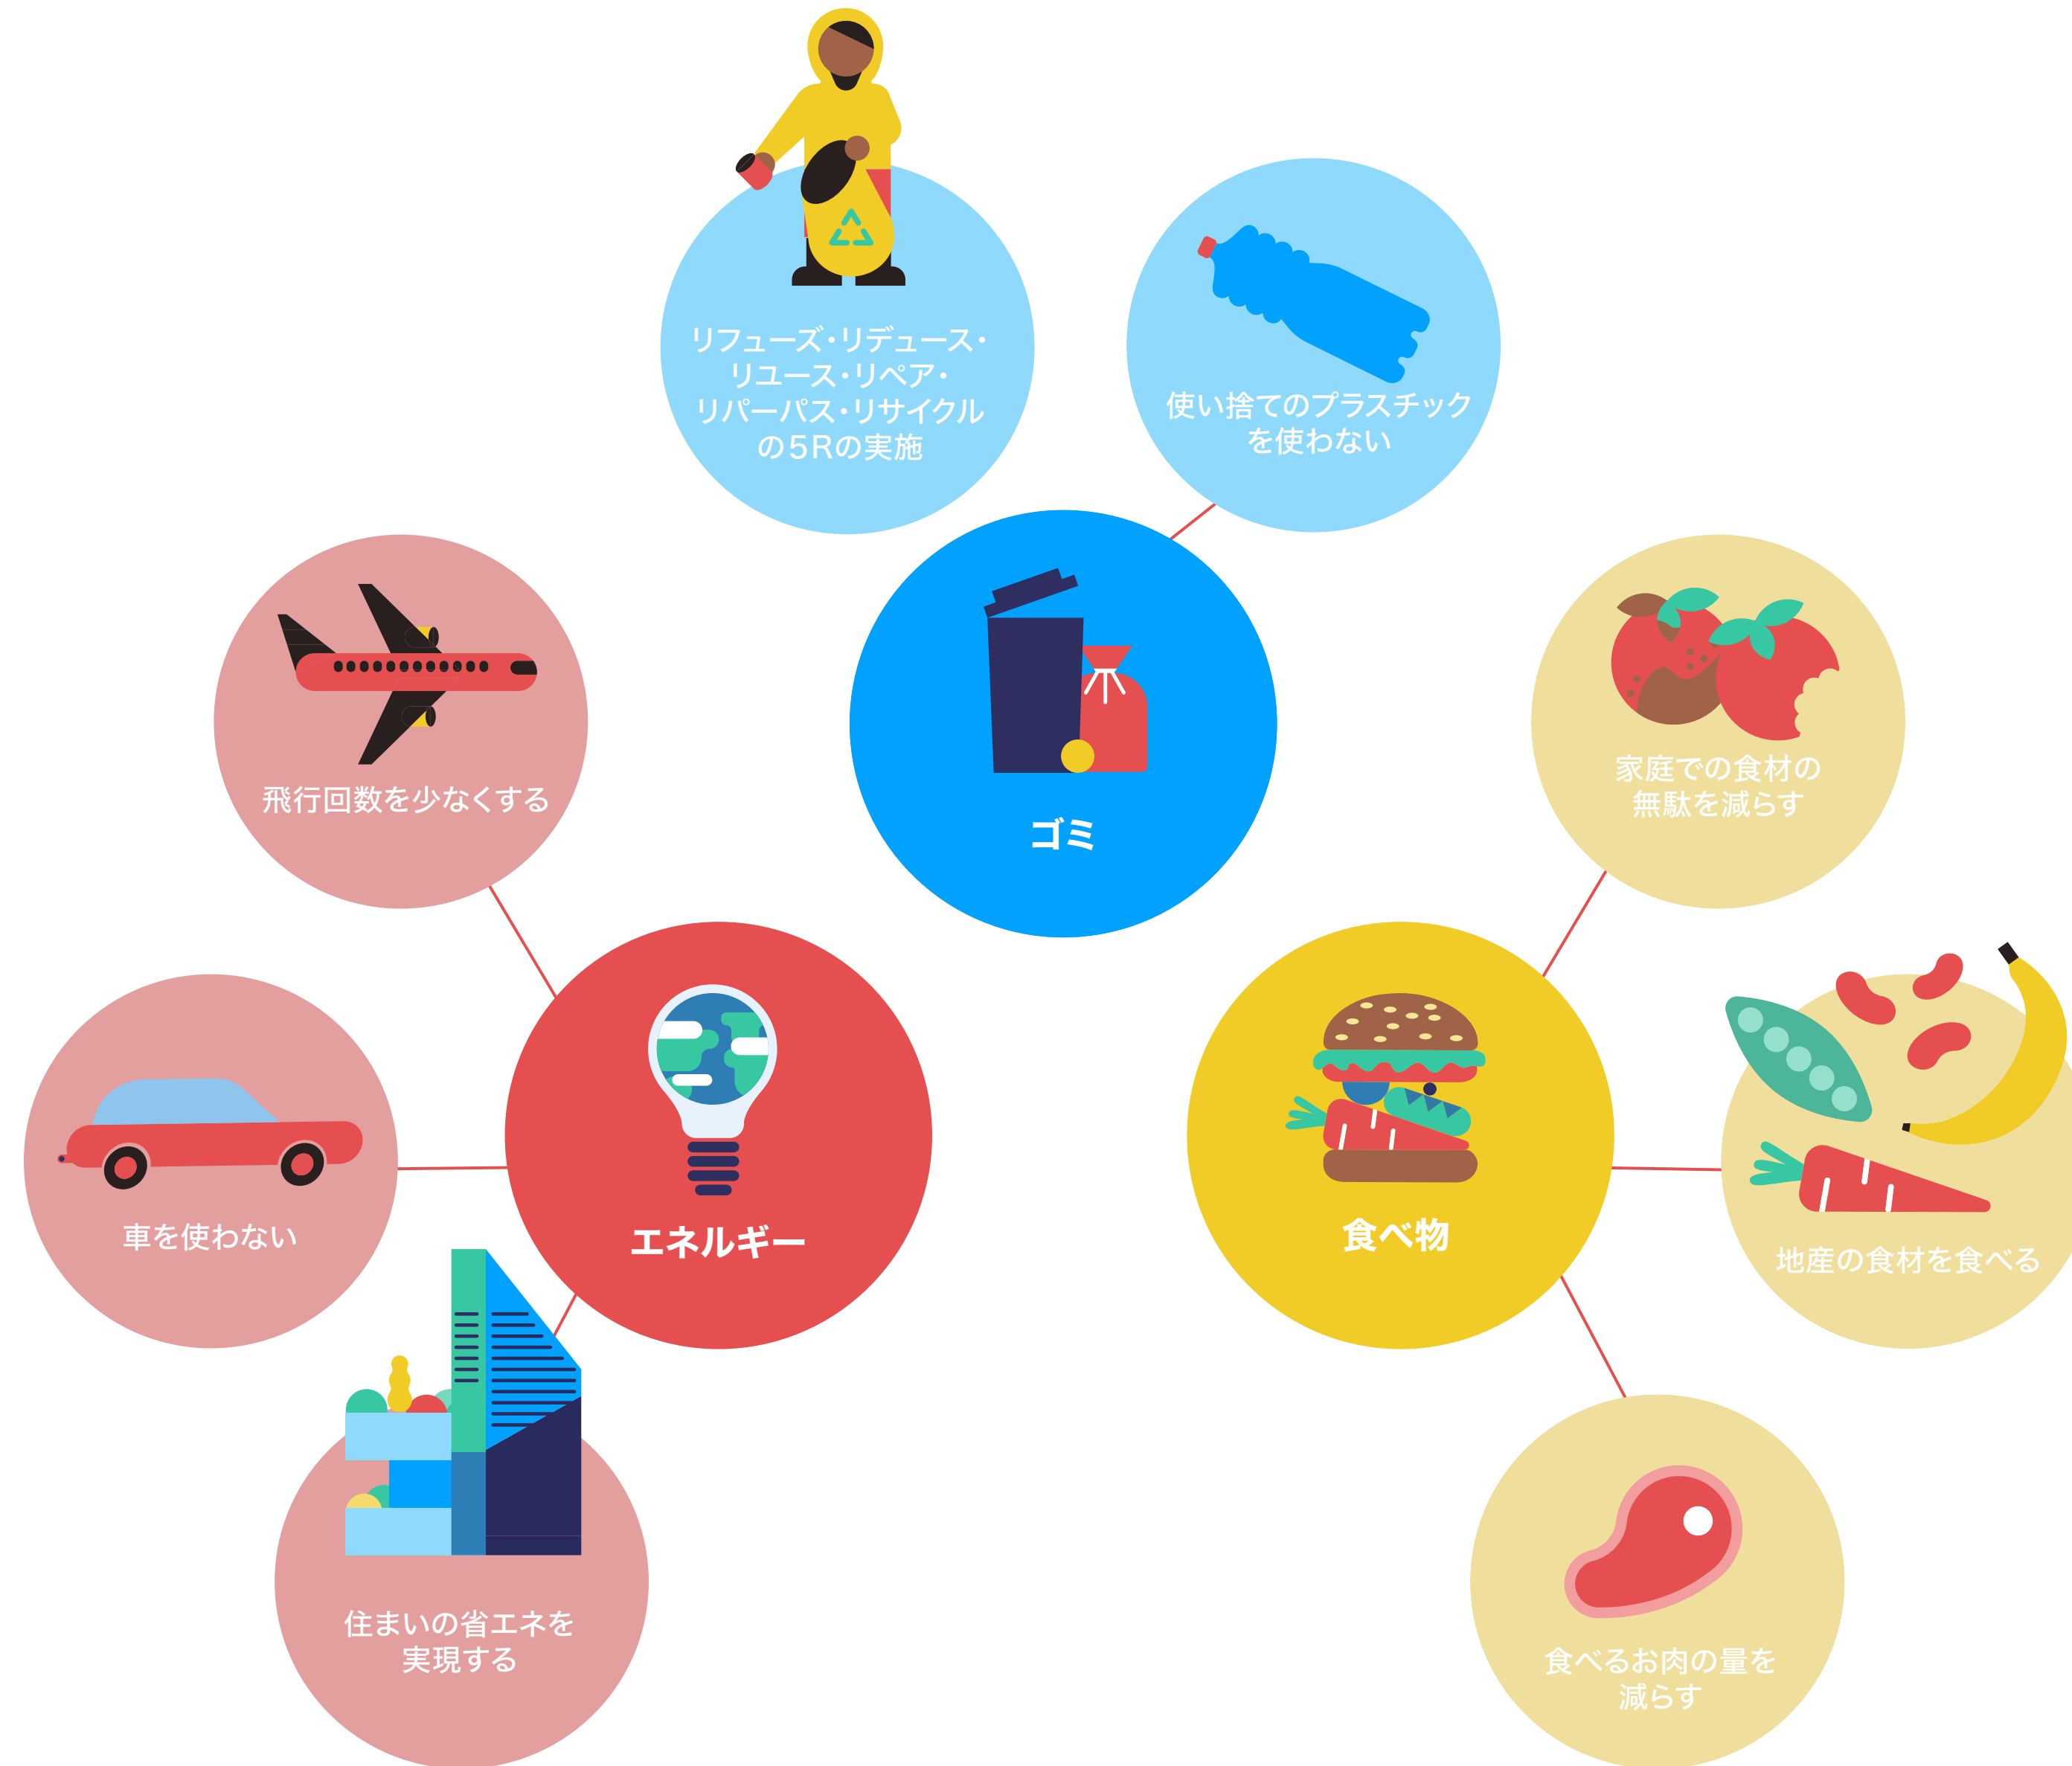 リフューズ・リデュース・
リユース・リペア・
リパーパス・リサイクル
の5Rの実施
使い捨てのプラスチック
を使わない
飛行回数を少なくする
ゴミ
家庭での食材の
無駄を減らす
車を使わない
エネルギー
食べ物
地産の食材を食べる
住まいの省エネを
実現する
食べるお肉の量を
減らす